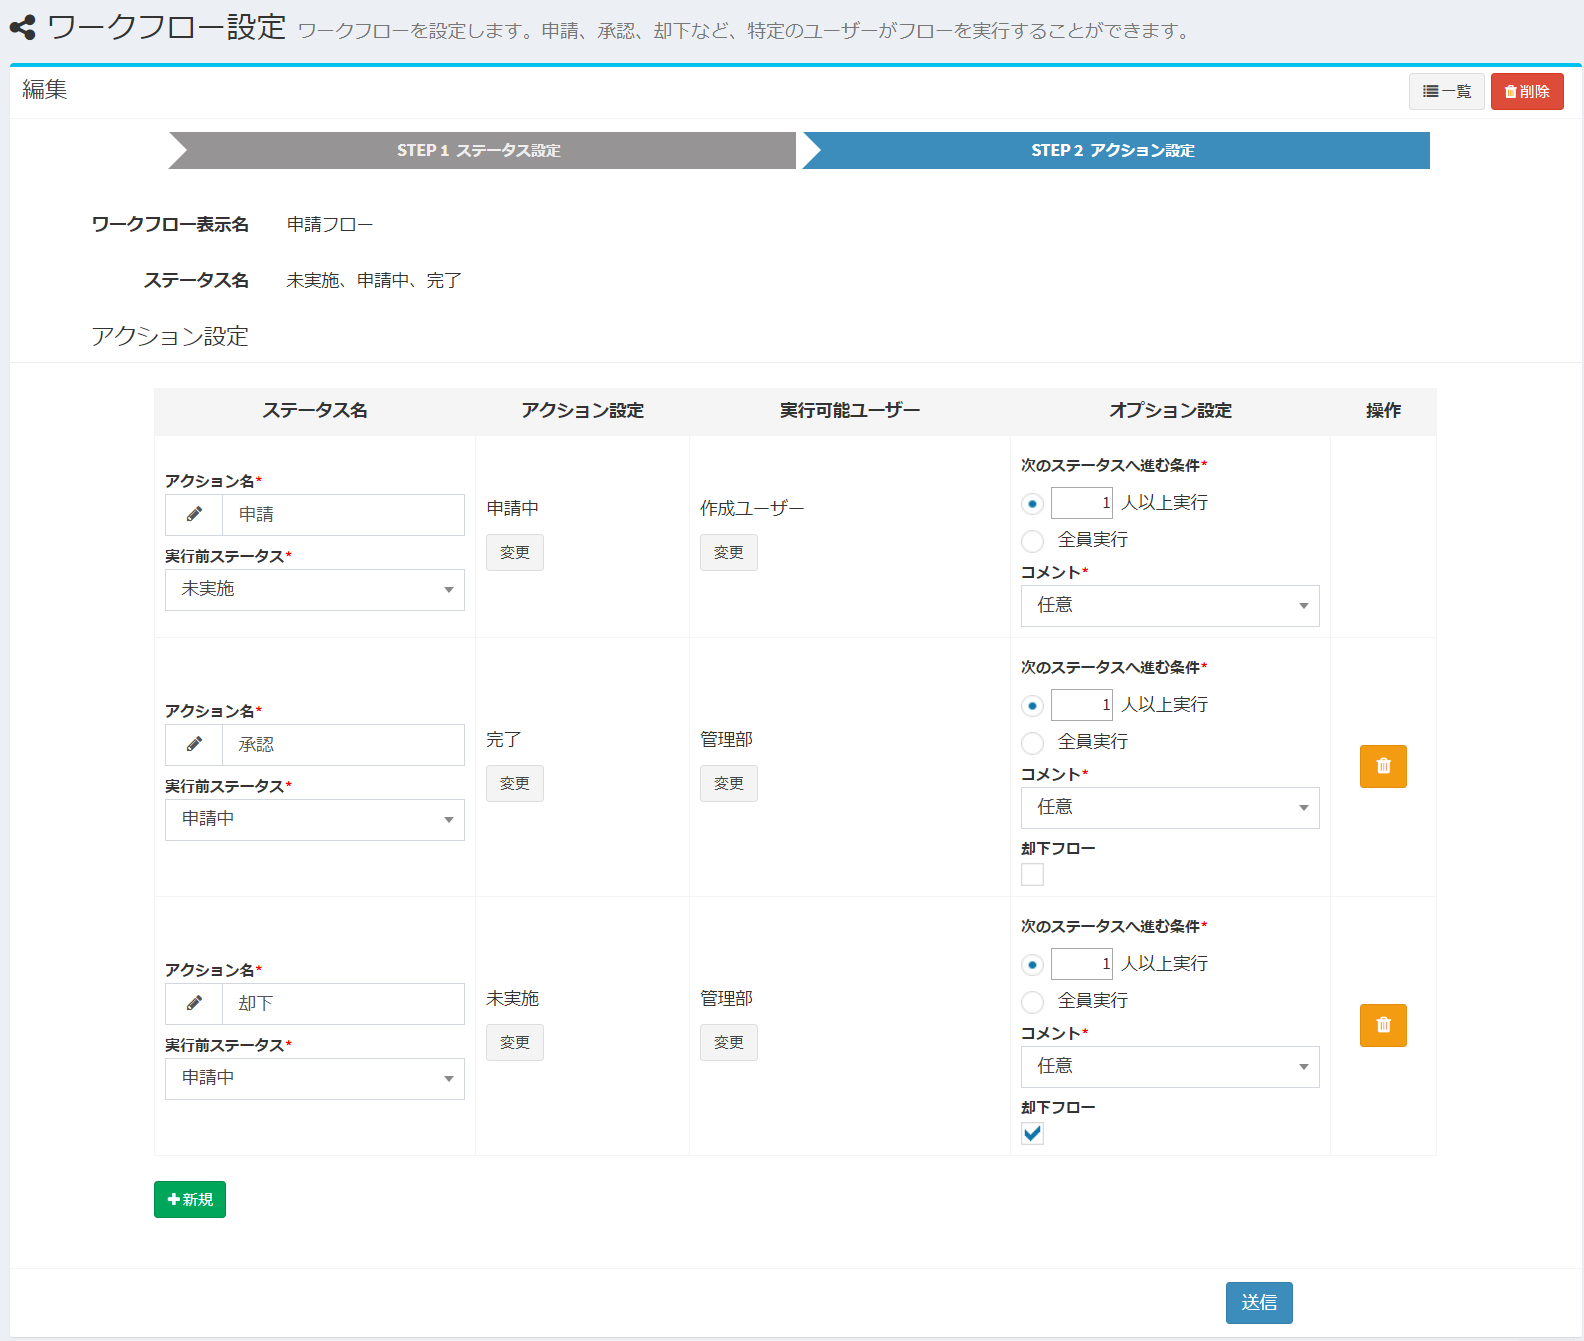 ワークフロー設定 ワークフローを設定します。申請、承認、却下など、特定のユーザーがフローを実行することができます。
編集
一覧
削除
STEP 1 ステータス設定
STEP 2 アクション設定
ワークフロー表示名 申請フロー
ステータス名 未実施、申請中、完了
アクション設定
ステータス名 アクション設定 実行可能ユーザー オプション設定 操作
アクション名*
申請
実行前ステータス*
未実施
申請中
変更
作成ユーザー
変更
次のステータスへ進む条件*
1 人以上実行
全員実行
コメント*
任意
アクション名*
承認
実行前ステータス*
申請中
完了
変更
管理部
変更
次のステータスへ進む条件*
1 人以上実行
全員実行
コメント*
任意
却下フロー
アクション名*
却下
実行前ステータス*
申請中
未実施
変更
管理部
変更
次のステータスへ進む条件*
1 人以上実行
全員実行
コメント*
任意
却下フロー
新規
送信